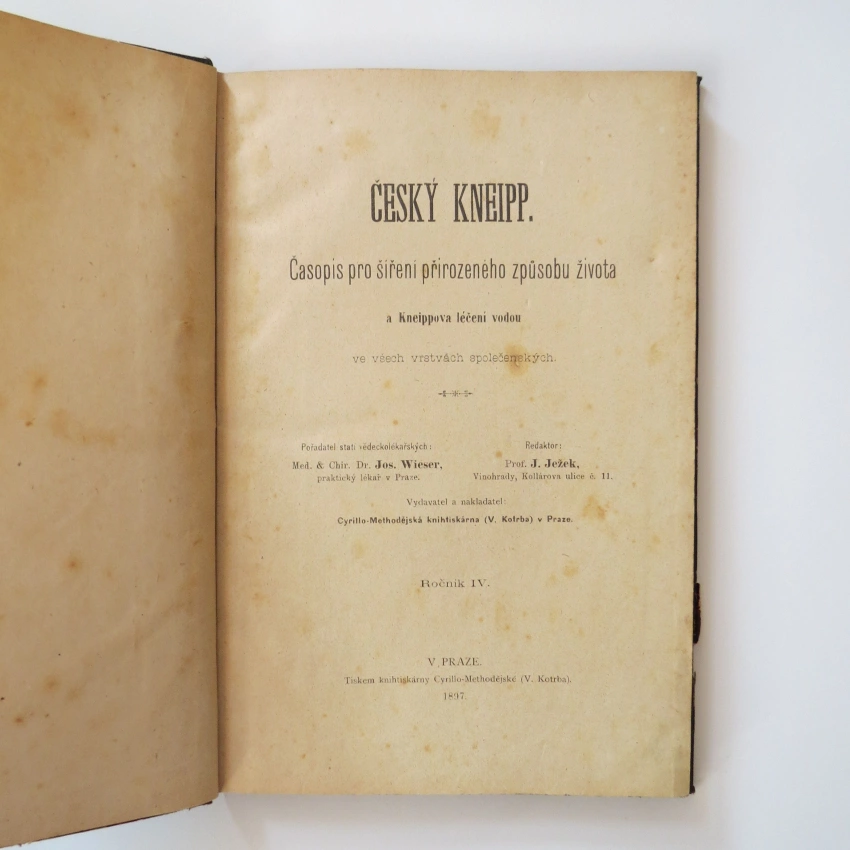 ČESKÝ KNEIPP.
Časopis pro šíření přirozeného způsobu života
a Kneippova léčení vodou
ve všech vrstvách společenských.
Pořadatel statí vědeckolékařských:
Med. & Chir. Dr. Jos. Wieser,
praktický lékař v Praze.
Redaktor:
Prof. J. Ježek,
Vinohrady, Kollárova ulice č. 11.
Vydavatel a nakladatel:
Cyrillo-Methodějská knihtiskárna (V. Kotrba) v Praze.
Ročník IV.
V PRAZE.
Tiskem knihtiskárny Cyrillo-Methodějské (V. Kotrba).
1897.